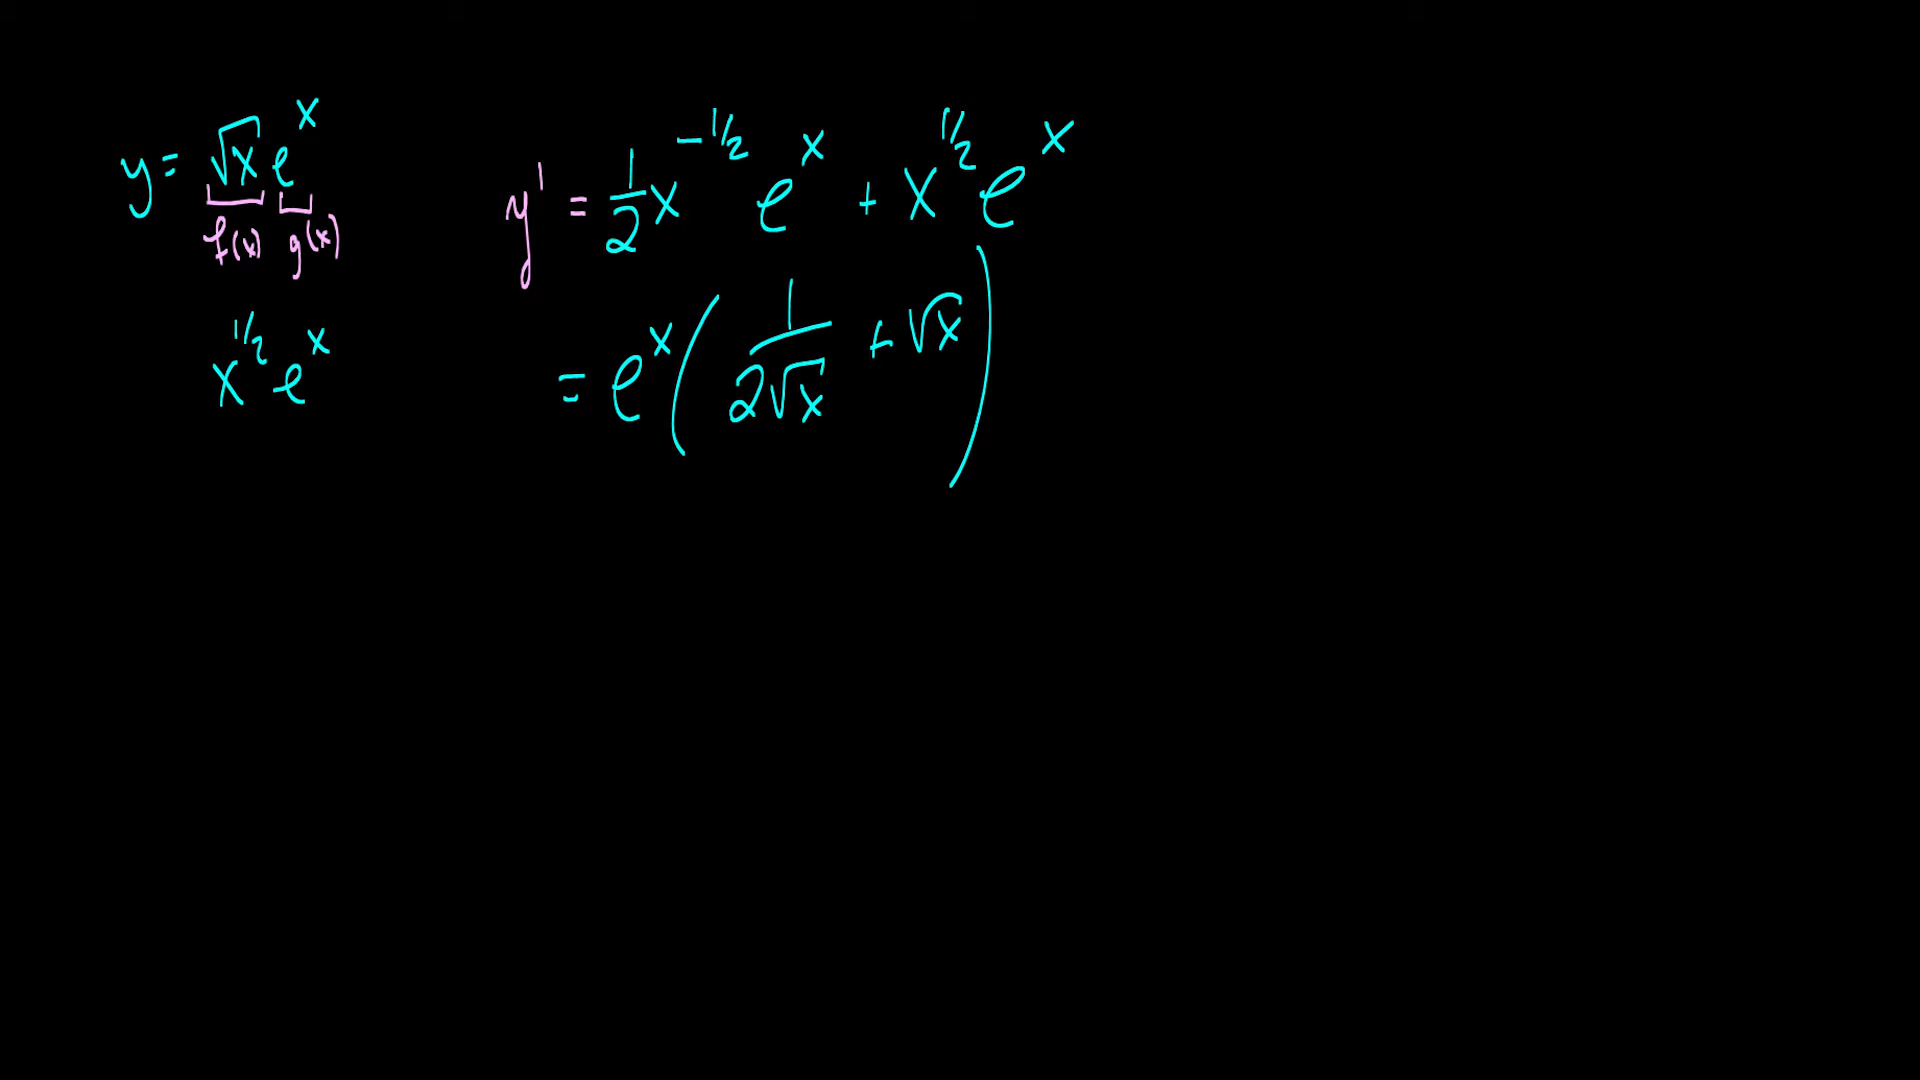 y = √x e^x
f(x) g(x)
x^1/2 e^x
y' = 1/2 x^-1/2 e^x + x^1/2 e^x
= e^x ( 1/2√x + √x )